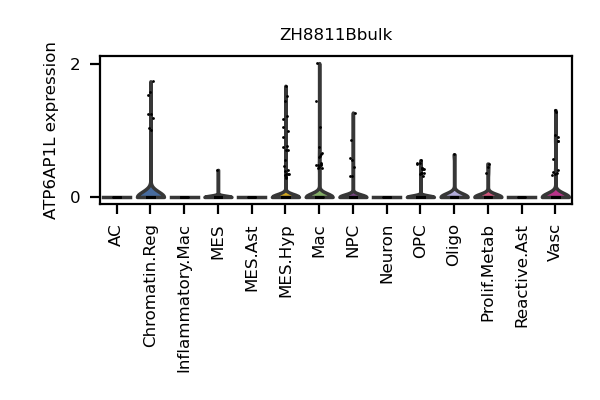 ZH8811Bbulk
ATP6AP1L expression
2
0
AC
Chromatin.Reg
Inflammatory.Mac
MES
MES.Ast
MES.Hyp
Mac
NPC
Neuron
OPC
Oligo
Prolif.Metab
Reactive.Ast
Vasc